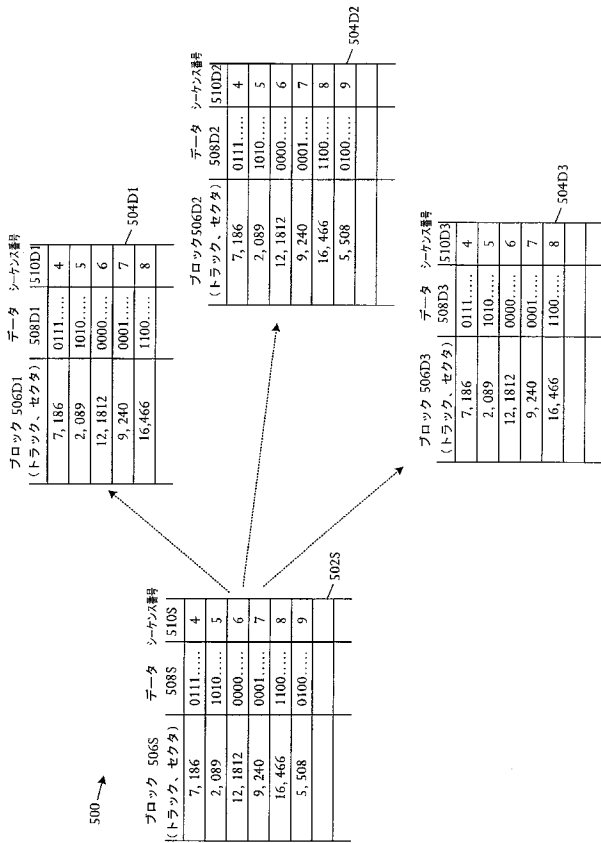 500
ブロック 506S データ シーケンス番号
(トラック、セクタ) 508S 510S
7, 186 0111..... 4
2, 089 1010..... 5
12, 1812 0000..... 6
9, 240 0001..... 7
16, 466 1100..... 8
5, 508 0100..... 9
502S
ブロック 506D1 データ シーケンス番号
(トラック、セクタ) 508D1 510D1
7, 186 0111..... 4
2, 089 1010..... 5
12, 1812 0000..... 6
9, 240 0001..... 7
16,466 1100..... 8
504D1
ブロック506D2 データ シーケンス番号
(トラック、セクタ) 508D2 510D2
7, 186 0111..... 4
2, 089 1010..... 5
12, 1812 0000..... 6
9, 240 0001..... 7
16, 466 1100..... 8
5, 508 0100..... 9
504D2
ブロック 506D3 データ シーケンス番号
(トラック、セクタ) 508D3 510D3
7, 186 0111..... 4
2, 089 1010..... 5
12, 1812 0000..... 6
9, 240 0001..... 7
16, 466 1100..... 8
504D3